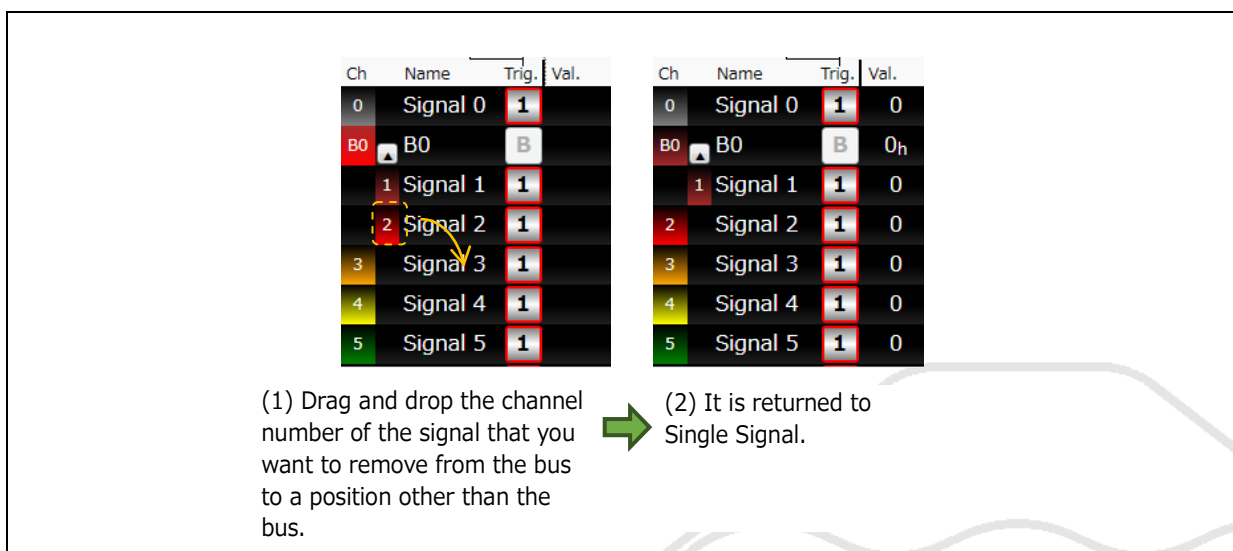 Ch Name Trig. Val.
0 Signal 0 1
B0 ▲ B0 B
1 Signal 1 1
2 Signal 2 1
3 Signal 3 1
4 Signal 4 1
5 Signal 5 1
Ch Name Trig. Val.
0 Signal 0 1 0
B0 ▲ B0 B 0h
1 Signal 1 1 0
2 Signal 2 1 0
3 Signal 3 1 0
4 Signal 4 1 0
5 Signal 5 1 0
(1) Drag and drop the channel
number of the signal that you
want to remove from the bus
to a position other than the
bus.
(2) It is returned to
Single Signal.